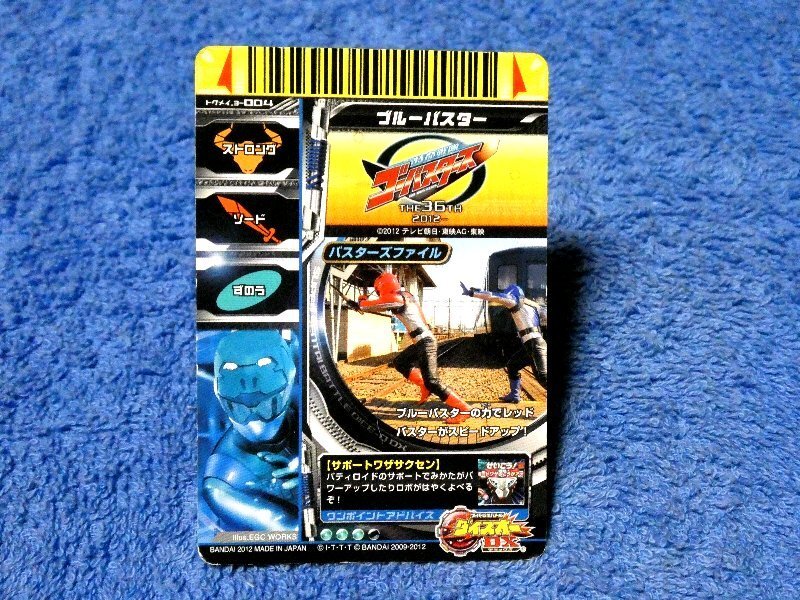 トクメイ.ヨ-004
ブルーバスター
ストロング
ソード
ずのう
ゴーバスターズ
THE 36TH
2012~
©2012 テレビ朝日・東映AG・東映
バスターズファイル
ブルーバスターの力でレッド
バスターがスピードアップ!
【サポートワザサクセン】
バディロイドのサポートでみかたがパ
ワーアップしたりロボがはやくよべる
ぞ!
せいこう!
ワンポイントアドバイス
ダイスオー
DX
Illus.EGC WORKS
BANDAI 2012 MADE IN JAPAN © I・T・T・T © BANDAI 2009-2012